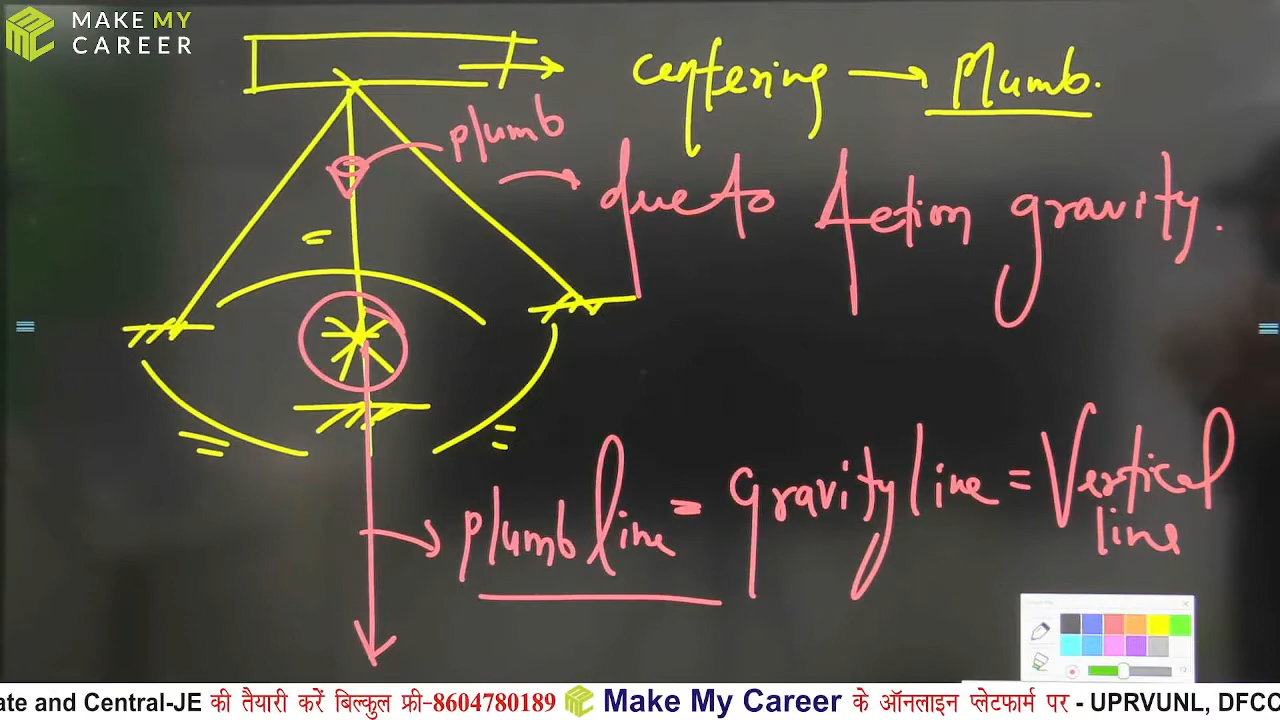 MAKE MY
CAREER
centering → Plumb.
plumb
→ due to Action gravity.
plumb line = gravity line = Vertical
line
ate and Central-JE की तैयारी करें बिल्कुल फ्री-8604780189 Make My Career के ऑनलाइन प्लेटफार्म पर - UPRVUNL, DFCC